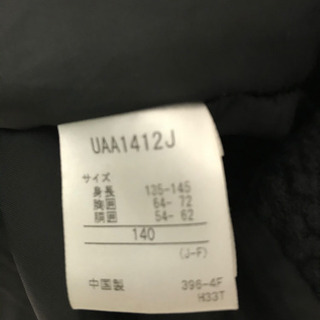 UAA1412J
サイズ
身長 135-145
胸囲 64- 72
胴囲 54- 62
140
(J-F)
中国製 396-4F
H33T